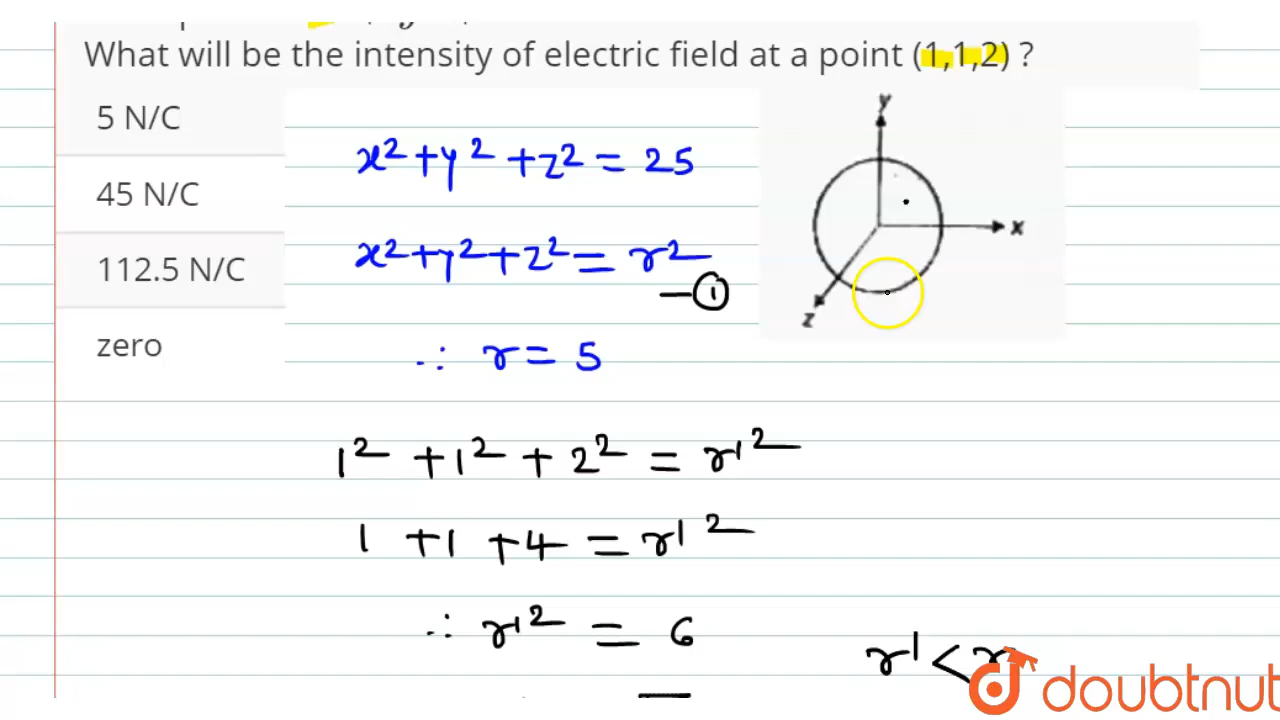 What will be the intensity of electric field at a point (1,1,2) ?
5 N/C
45 N/C
112.5 N/C
zero
x² + y² + z² = 25
x² + y² + z² = r²
—①
∴ r = 5
1² + 1² + 2² = r'²
1 + 1 + 4 = r'²
∴ r'² = 6
r' < r
y
x
z
doubtnut